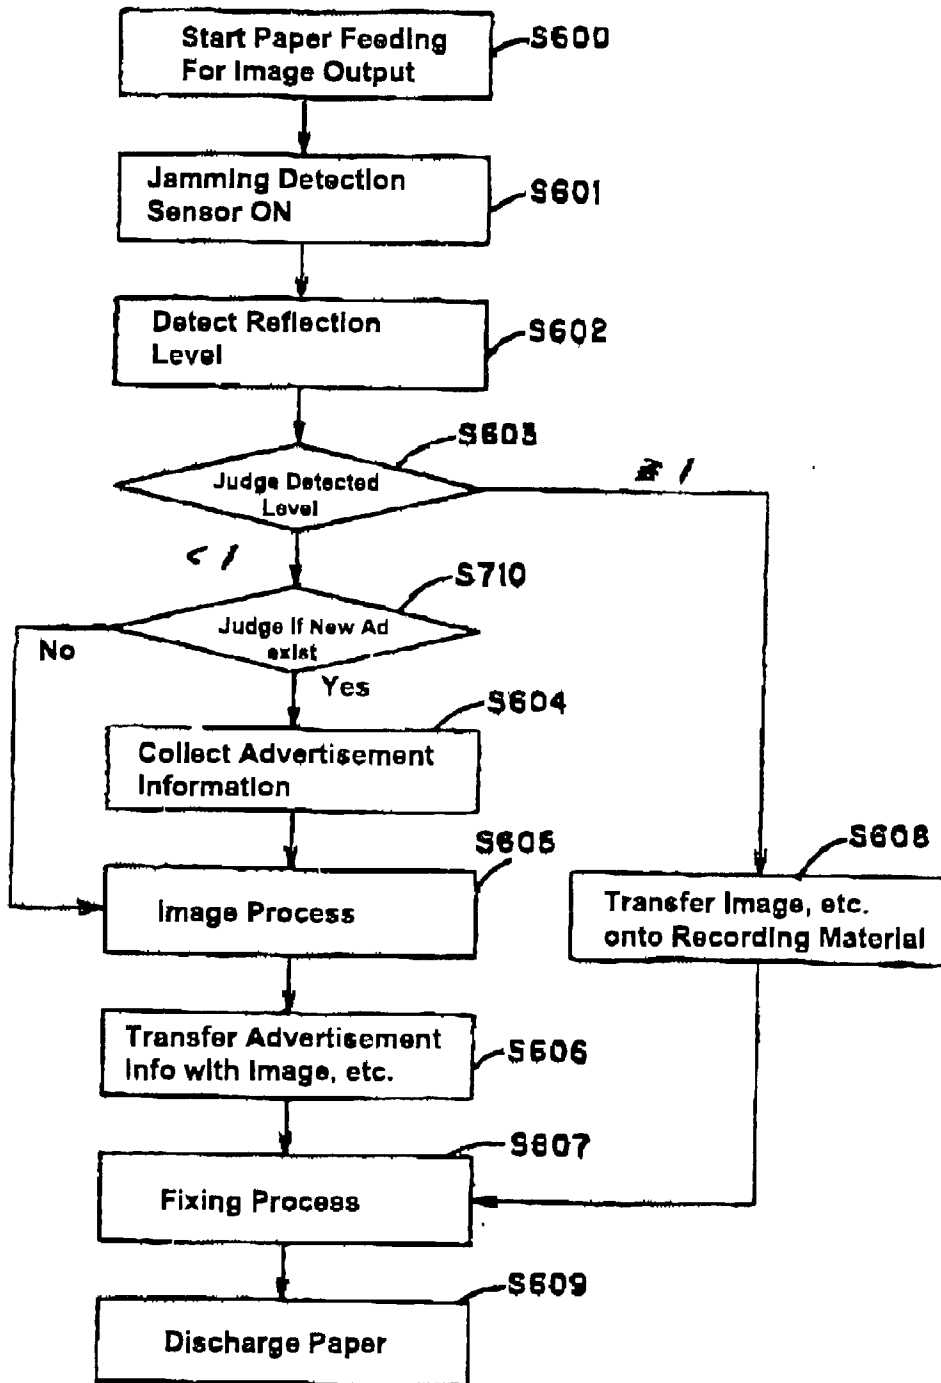 Start Paper Feeding
For Image Output
S600
Jamming Detection
Sensor ON
S601
Detect Reflection
Level
S602
S603
Judge Detected
Level
≧ 1
< 1
S710
Judge If New Ad
exist
No
Yes
S604
Collect Advertisement
Information
S605
Image Process
S608
Transfer Image, etc.
onto Recording Material
Transfer Advertisement
Info with Image, etc.
S606
S607
Fixing Process
S609
Discharge Paper